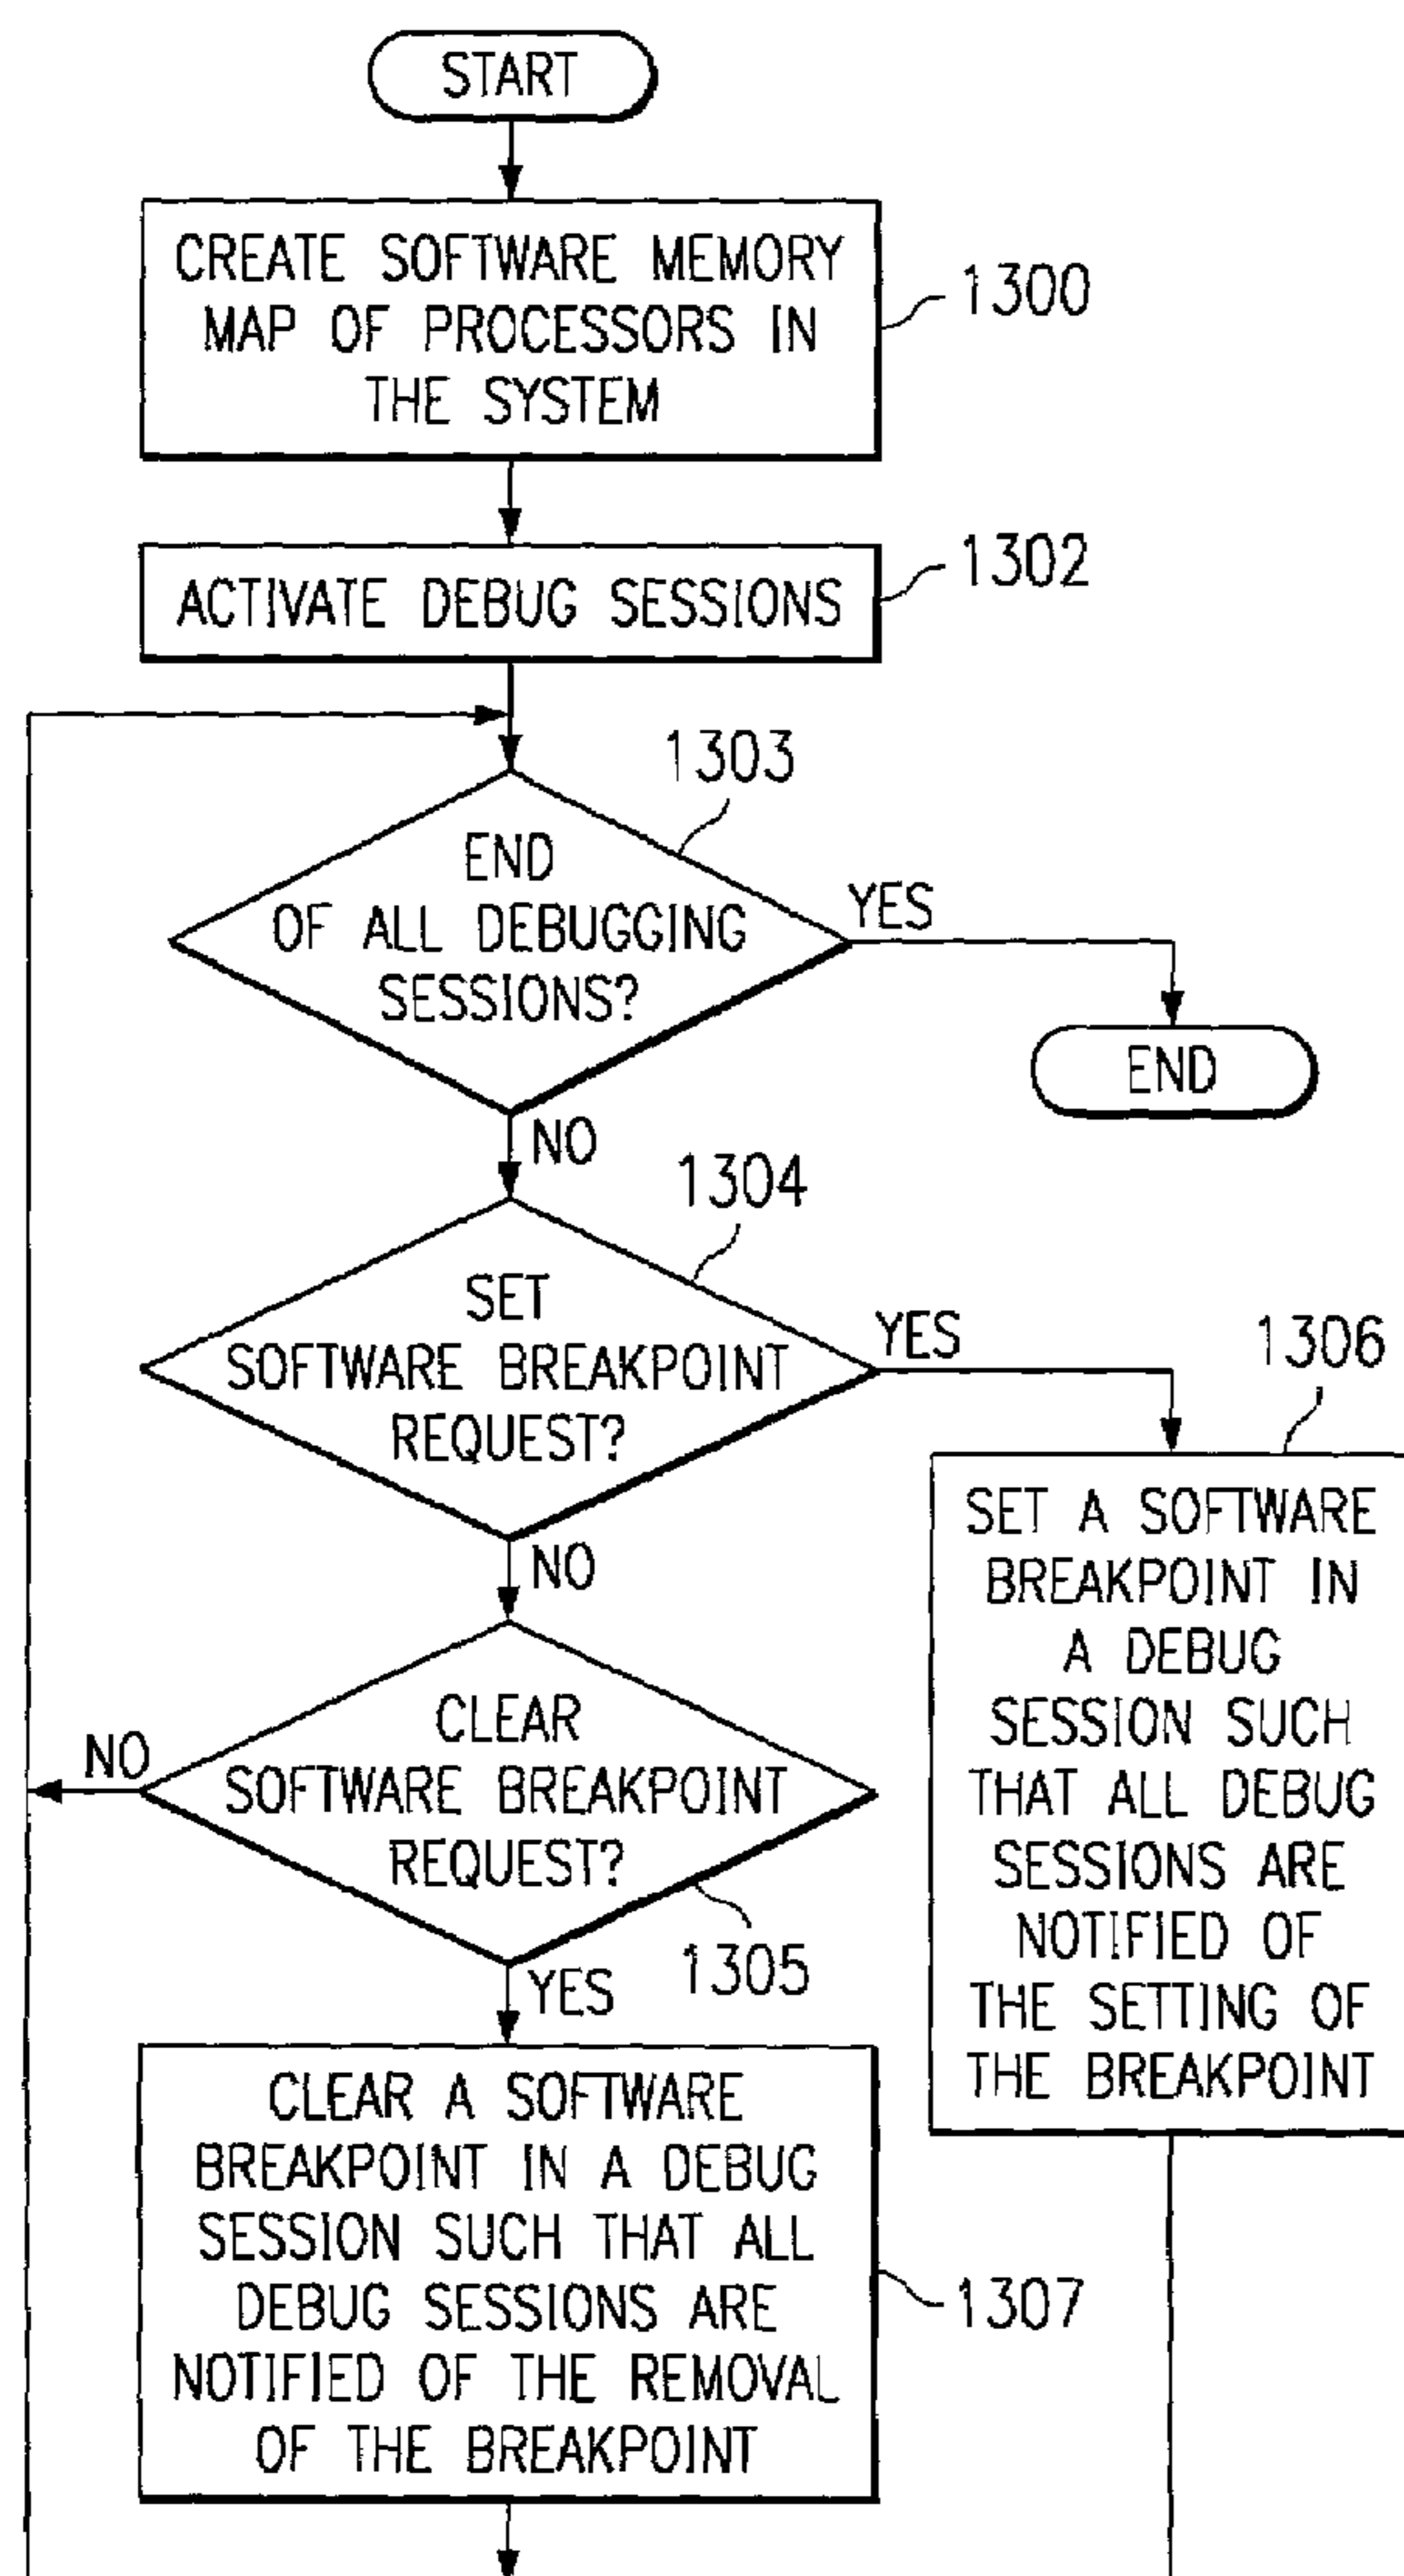 START
CREATE SOFTWARE MEMORY
MAP OF PROCESSORS IN
THE SYSTEM
1300
ACTIVATE DEBUG SESSIONS
1302
1303
END
OF ALL DEBUGGING
SESSIONS?
YES
END
NO
1304
SET
SOFTWARE BREAKPOINT
REQUEST?
YES
1306
SET A SOFTWARE
BREAKPOINT IN
A DEBUG
SESSION SUCH
THAT ALL DEBUG
SESSIONS ARE
NOTIFIED OF
THE SETTING OF
THE BREAKPOINT
NO
CLEAR
SOFTWARE BREAKPOINT
REQUEST?
NO
1305
YES
CLEAR A SOFTWARE
BREAKPOINT IN A DEBUG
SESSION SUCH THAT ALL
DEBUG SESSIONS ARE
NOTIFIED OF THE REMOVAL
OF THE BREAKPOINT
1307